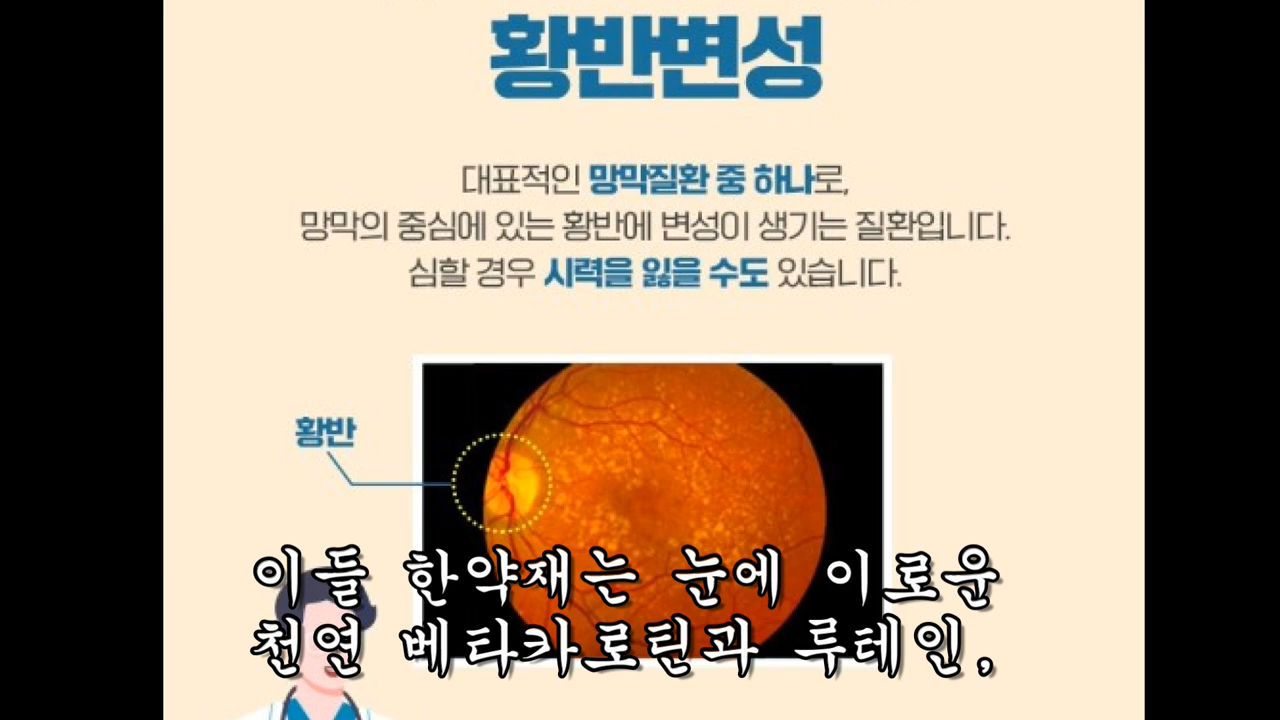 황반변성
대표적인 망막질환 중 하나로,
망막의 중심에 있는 황반에 변성이 생기는 질환입니다.
심할 경우 시력을 잃을 수도 있습니다.
황반
이들 한약재는 눈에 이로운
천연 베타카로틴과 루테인,